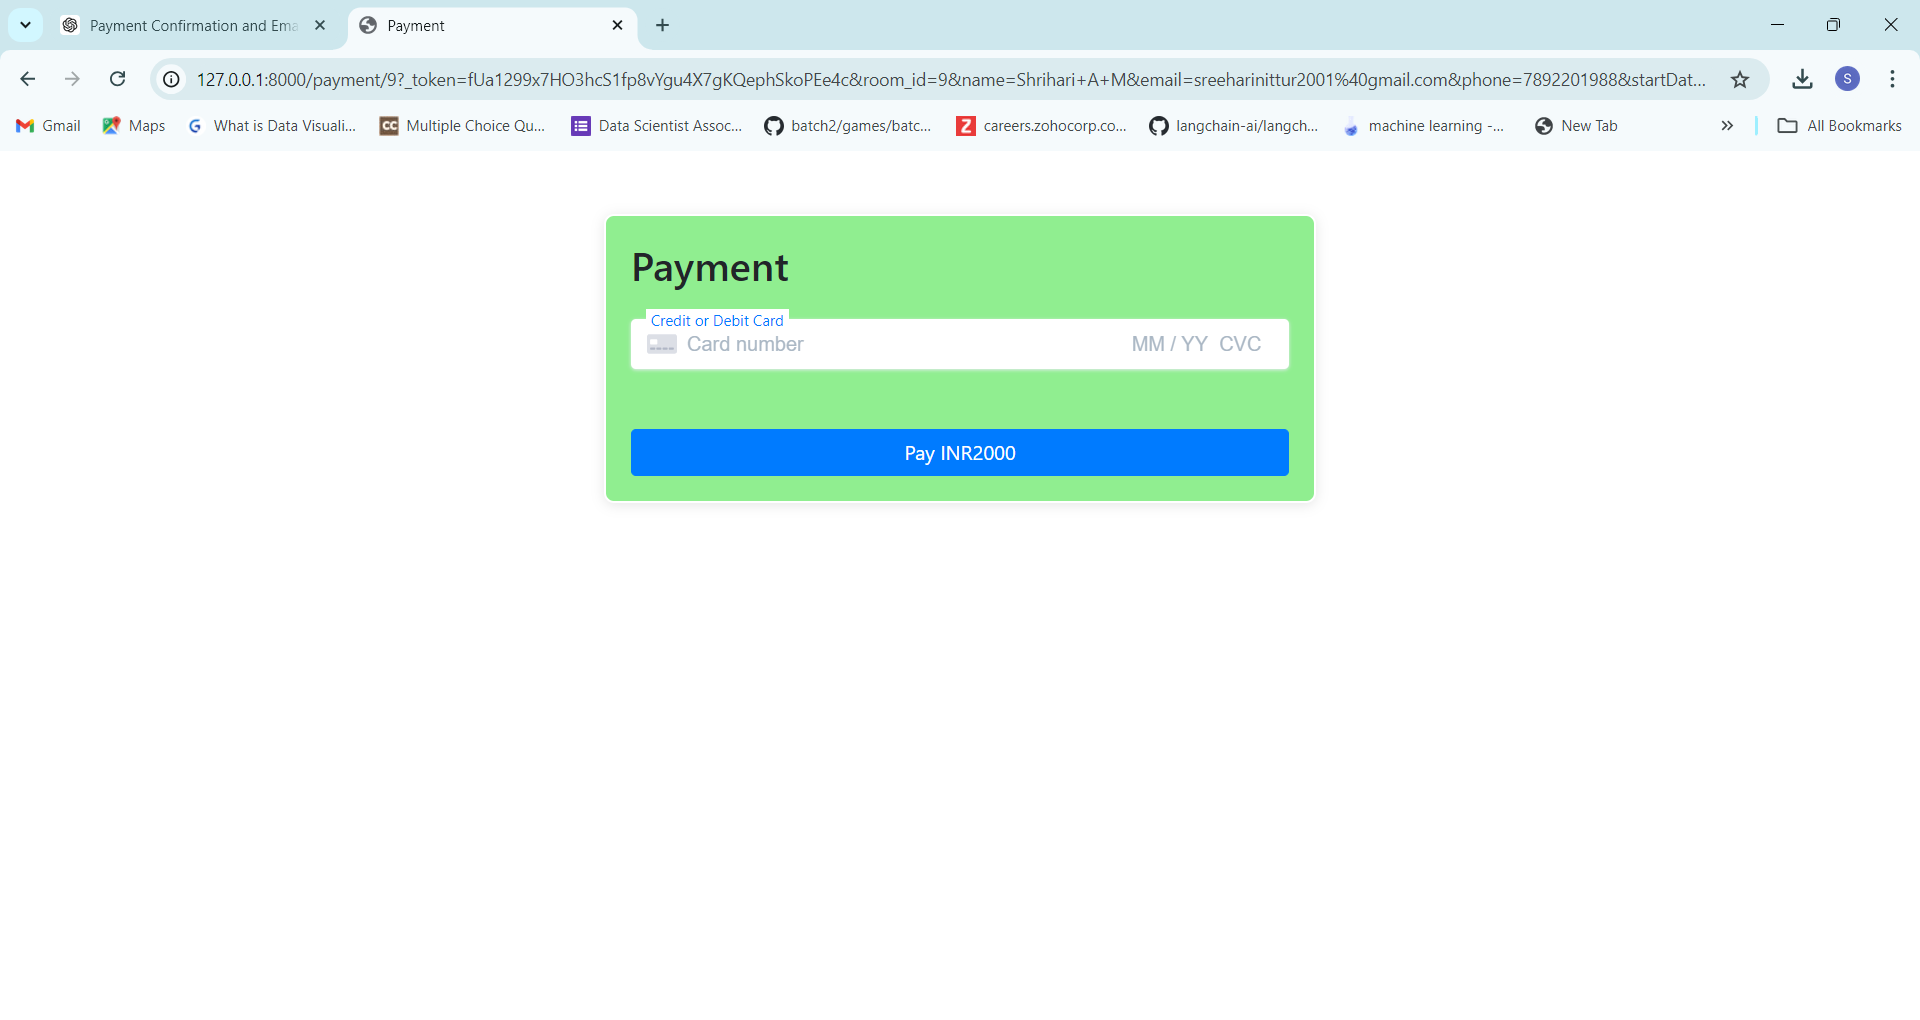 Payment Confirmation and Ema
Payment
127.0.0.1:8000/payment/9?_token=fUa1299x7HO3hcS1fp8vYgu4X7gKQephSkoPEe4c&room_id=9&name=Shrihari+A+M&email=sreeharinittur2001%40gmail.com&phone=7892201988&startDat...
S
Gmail
Maps
G What is Data Visuali...
CC Multiple Choice Qu...
Data Scientist Assoc...
batch2/games/batc...
Z careers.zohocorp.co...
langchain-ai/langch...
machine learning -...
New Tab
All Bookmarks
Payment
Credit or Debit Card
Card number MM / YY CVC
Pay INR2000